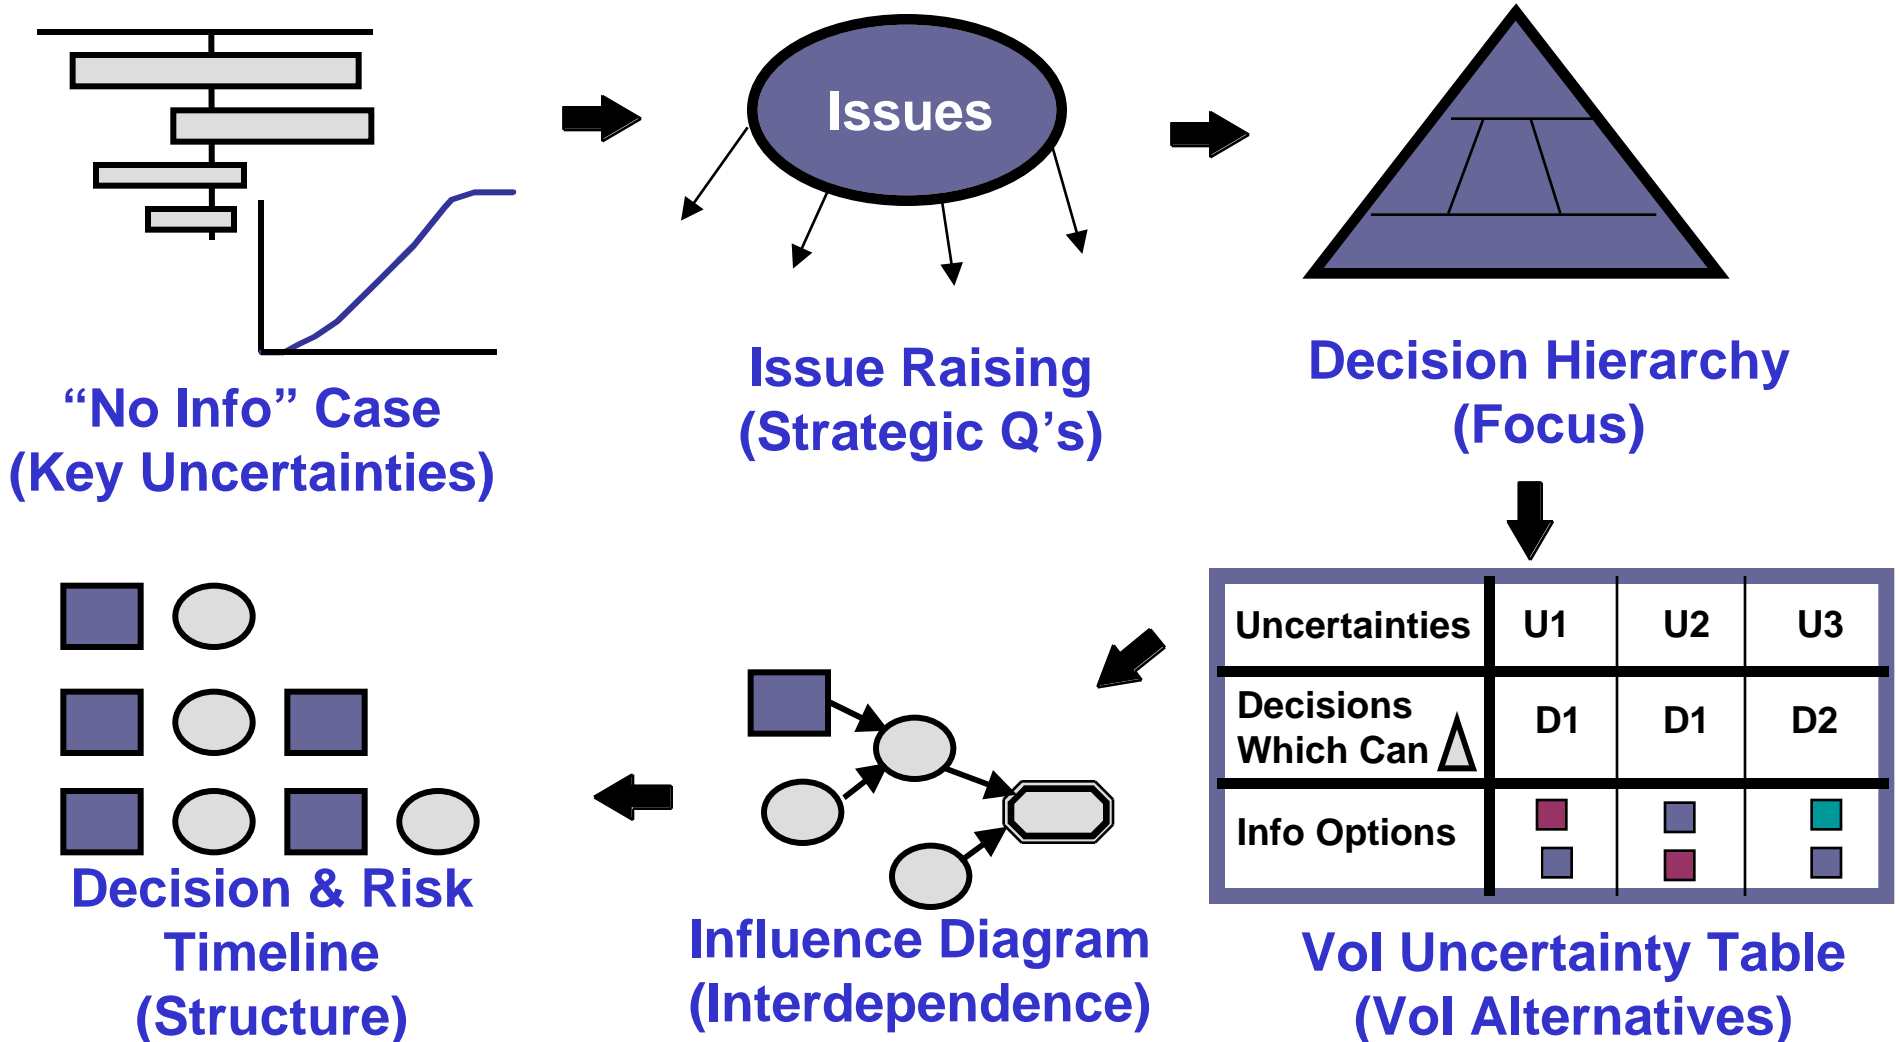 Issues
“No Info” Case
(Key Uncertainties)
Issue Raising
(Strategic Q’s)
Decision Hierarchy
(Focus)
Uncertainties U1 U2 U3
Decisions
Which Can D1 D1 D2
Info Options
VoI Uncertainty Table
(VoI Alternatives)
Influence Diagram
(Interdependence)
Decision & Risk
Timeline
(Structure)